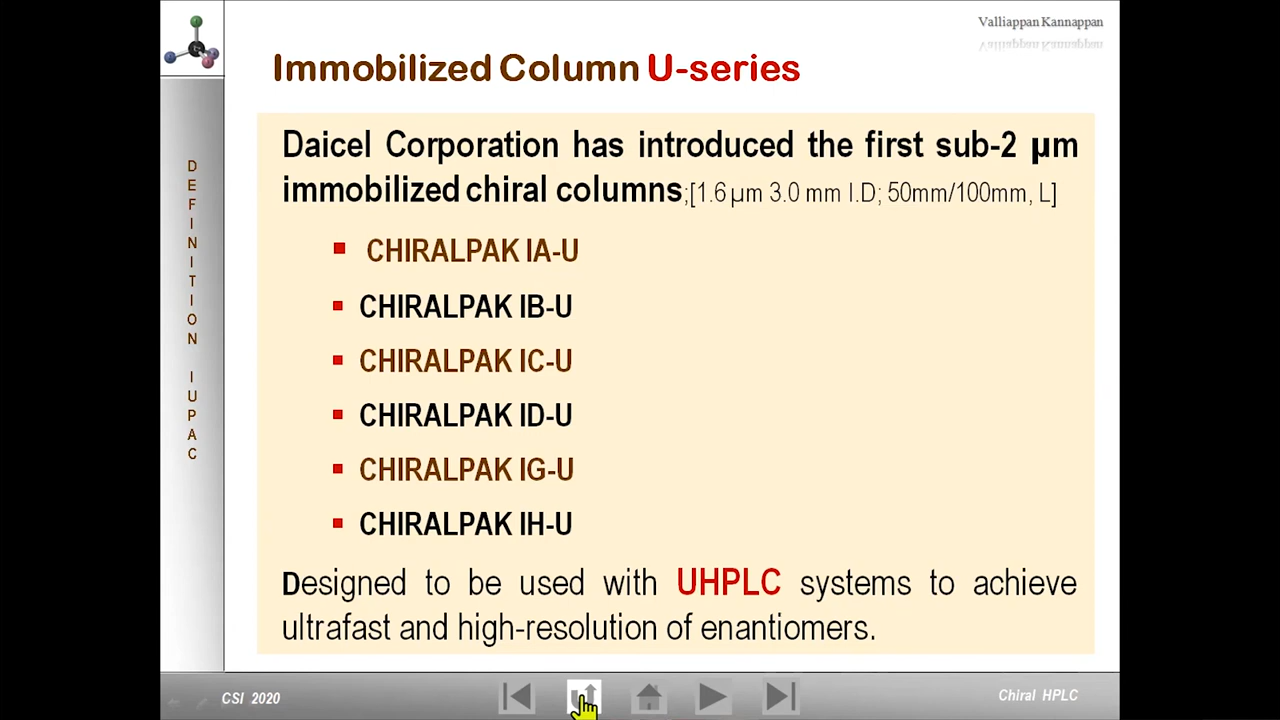 Valliappan Kannappan
Immobilized Column U-series
DEFINITION IUPAC
Daicel Corporation has introduced the first sub-2 µm
immobilized chiral columns;[1.6 µm 3.0 mm I.D; 50mm/100mm, L]
CHIRALPAK IA-U
CHIRALPAK IB-U
CHIRALPAK IC-U
CHIRALPAK ID-U
CHIRALPAK IG-U
CHIRALPAK IH-U
Designed to be used with UHPLC systems to achieve
ultrafast and high-resolution of enantiomers.
CSI 2020
Chiral HPLC